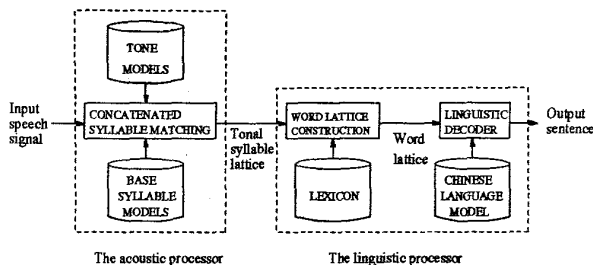 TONE
MODELS
Input
speech
signal
CONCATENATED
SYLLABLE MATCHING
Tonal
syllable
lattice
BASE
SYLLABLE
MODELS
WORD LATTICE
CONSTRUCTION
Word
lattice
LEXICON
LINGUISTIC
DECODER
Output
sentence
CHINESE
LANGUAGE
MODEL
The acoustic processor
The linguistic processor